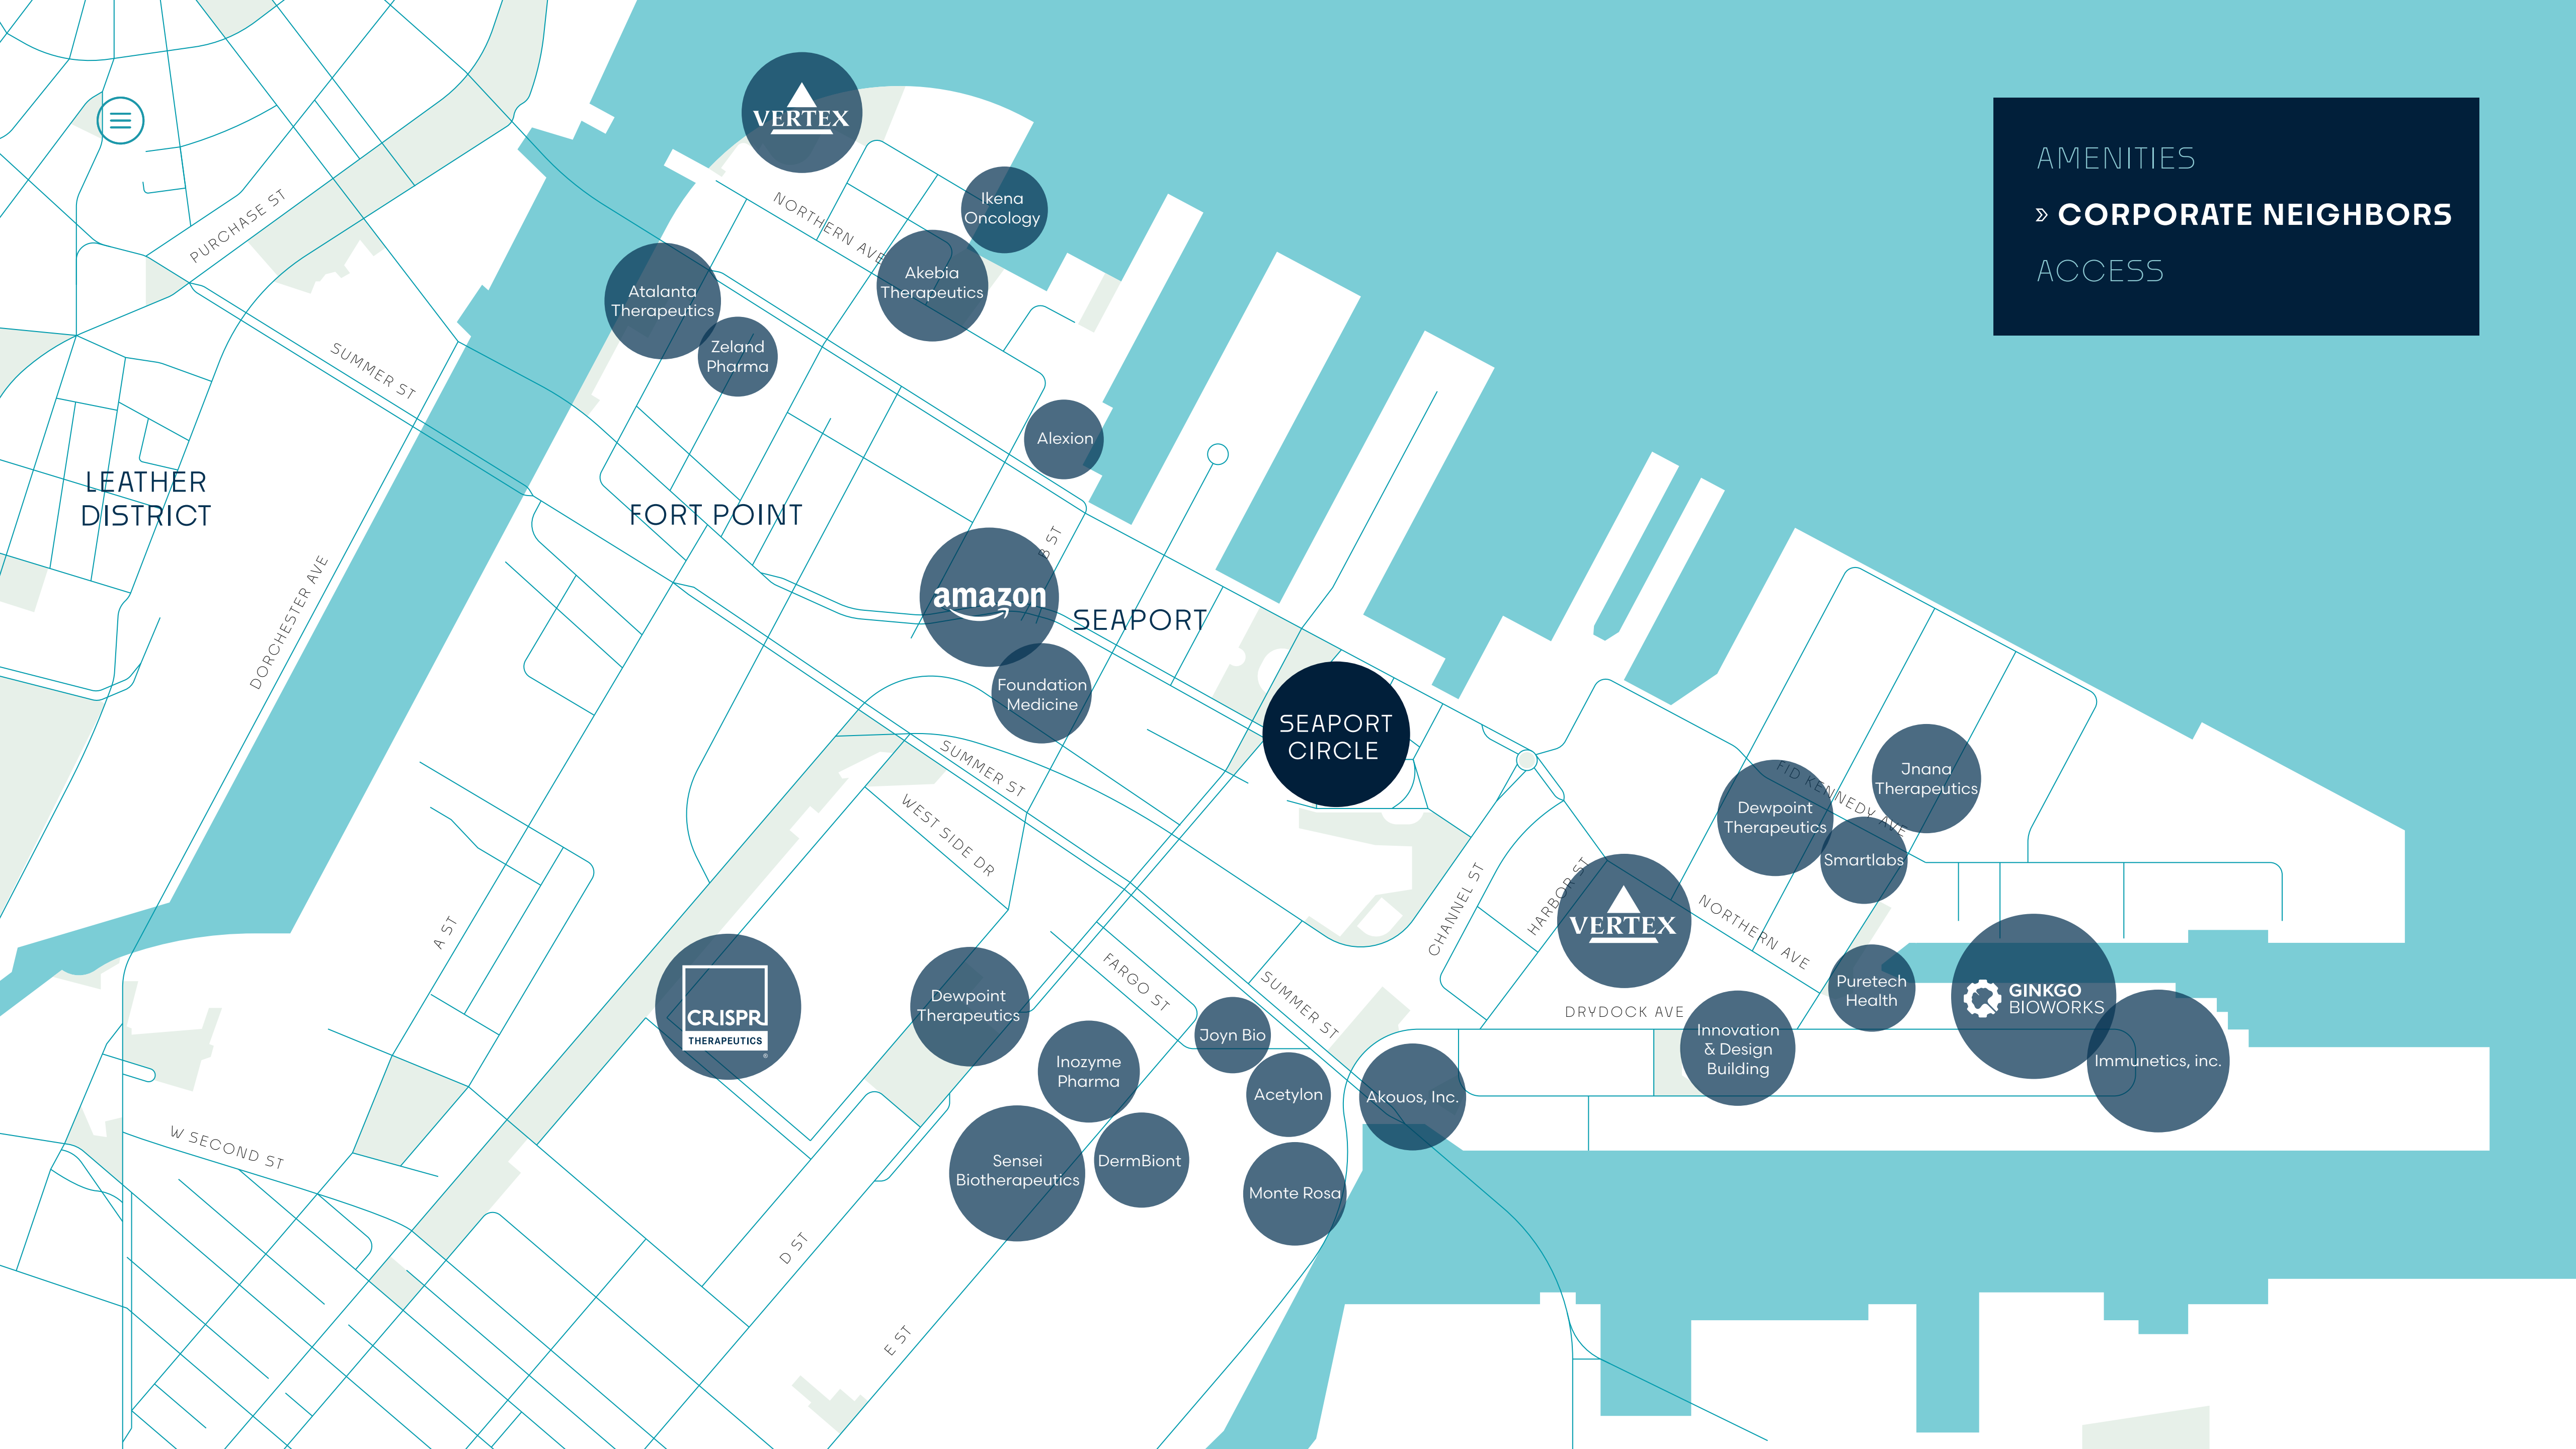 VERTEX
AMENITIES
» CORPORATE NEIGHBORS
ACCESS
PURCHASE ST
NORTHERN AVE
Ikena
Oncology
Akebia
Therapeutics
Atalanta
Therapeutics
Zeland
Pharma
SUMMER ST
Alexion
LEATHER
DISTRICT
FORT POINT
B ST
amazon
SEAPORT
DORCHESTER AVE
Foundation
Medicine
SEAPORT
CIRCLE
SUMMER ST
WEST SIDE DR
FID KENNEDY AVE
Jnana
Therapeutics
Dewpoint
Therapeutics
Smartlabs
A ST
CHANNEL ST
HARBOR ST
VERTEX
NORTHERN AVE
CRISPR
THERAPEUTICS
®
Dewpoint
Therapeutics
FARGO ST
SUMMER ST
Puretech
Health
GINKGO
BIOWORKS
DRYDOCK AVE
Joyn Bio
Innovation
& Design
Building
Immunetics, inc.
Inozyme
Pharma
Acetylon
Akouos, Inc.
W SECOND ST
Sensei
Biotherapeutics
DermBiont
Monte Rosa
D ST
E ST